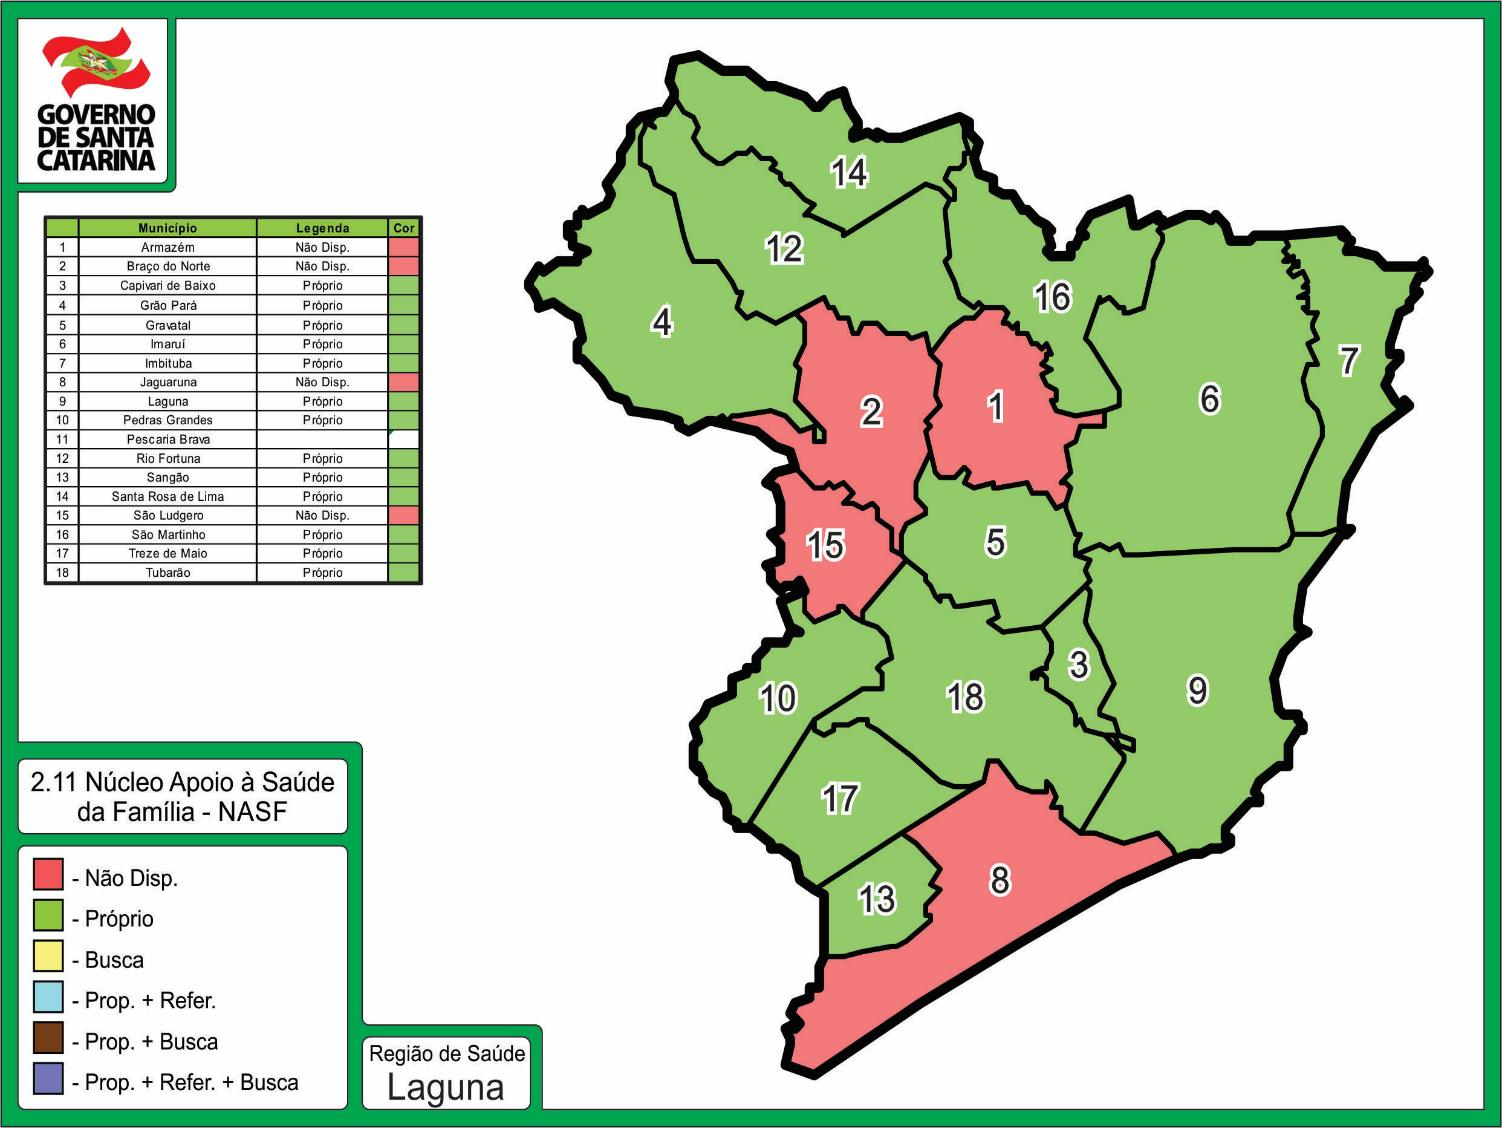 GOVERNO
DE SANTA
CATARINA
Município Legenda Cor
1 Armazém Não Disp.
2 Braço do Norte Não Disp.
3 Capivari de Baixo Próprio
4 Grão Pará Próprio
5 Gravatal Próprio
6 Imaruí Próprio
7 Imbituba Próprio
8 Jaguaruna Não Disp.
9 Laguna Próprio
10 Pedras Grandes Próprio
11 Pescaria Brava
12 Rio Fortuna Próprio
13 Sangão Próprio
14 Santa Rosa de Lima Próprio
15 São Ludgero Não Disp.
16 São Martinho Próprio
17 Treze de Maio Próprio
18 Tubarão Próprio
14
12
16
4
7
6
2
1
5
15
3
9
10
18
17
8
13
2.11 Núcleo Apoio à Saúde
da Família - NASF
- Não Disp.
- Próprio
- Busca
- Prop. + Refer.
- Prop. + Busca
- Prop. + Refer. + Busca
Região de Saúde
Laguna